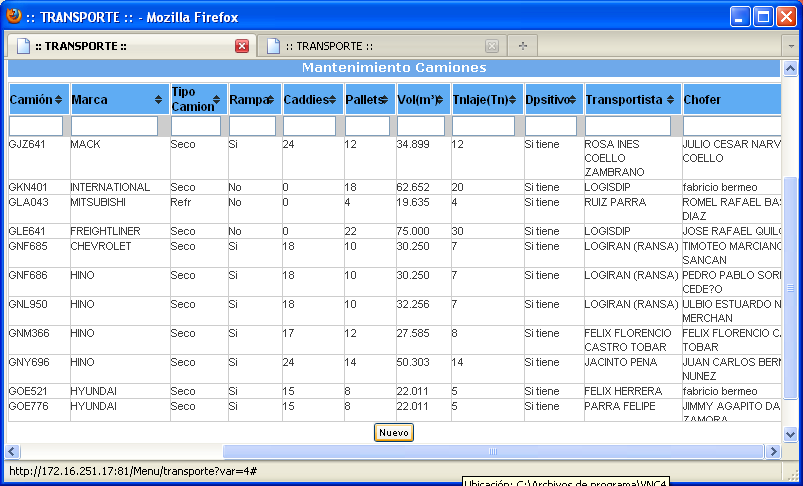 :: TRANSPORTE :: - Mozilla Firefox
:: TRANSPORTE :: :: TRANSPORTE ::
Mantenimiento Camiones
Camión Marca Tipo Camion Rampa Caddies Pallets Vol(m³) Tnlaje(Tn) Dpsitivo Transportista Chofer
GJZ641 MACK Seco Si 24 12 34.899 12 Si tiene ROSA INES JULIO CESAR NARV
COELLO COELLO
ZAMBRANO
GKN401 INTERNATIONAL Seco No 0 18 62.652 20 Si tiene LOGISDIP fabricio bermeo
GLA043 MITSUBISHI Refr No 0 4 19.635 4 Si tiene RUIZ PARRA ROMEL RAFAEL BAS
DIAZ
GLE641 FREIGHTLINER Seco No 0 22 75.000 30 Si tiene LOGISDIP JOSE RAFAEL QUIL
GNF685 CHEVROLET Seco Si 18 10 30.250 7 Si tiene LOGIRAN (RANSA) TIMOTEO MARCIANO
SANCAN
GNF686 HINO Seco Si 18 10 30.250 7 Si tiene LOGIRAN (RANSA) PEDRO PABLO SORI
CEDE?O
GNL950 HINO Seco Si 18 10 32.256 7 Si tiene LOGIRAN (RANSA) ULBIO ESTUARDO N
MERCHAN
GNM366 HINO Seco Si 17 12 27.585 8 Si tiene FELIX FLORENCIO FELIX FLORENCIO C
CASTRO TOBAR TOBAR
GNY696 HINO Seco Si 24 14 50.303 14 Si tiene JACINTO PENA JUAN CARLOS BERN
NUNEZ
GOE521 HYUNDAI Seco Si 15 8 22.011 5 Si tiene FELIX HERRERA fabricio bermeo
GOE776 HYUNDAI Seco Si 15 8 22.011 5 Si tiene PARRA FELIPE JIMMY AGAPITO DA
ZAMORA
Nuevo
http://172.16.251.17:81/Menu/transporte?var=4#
Ubicación: C:\Archivos de programa\VNC4